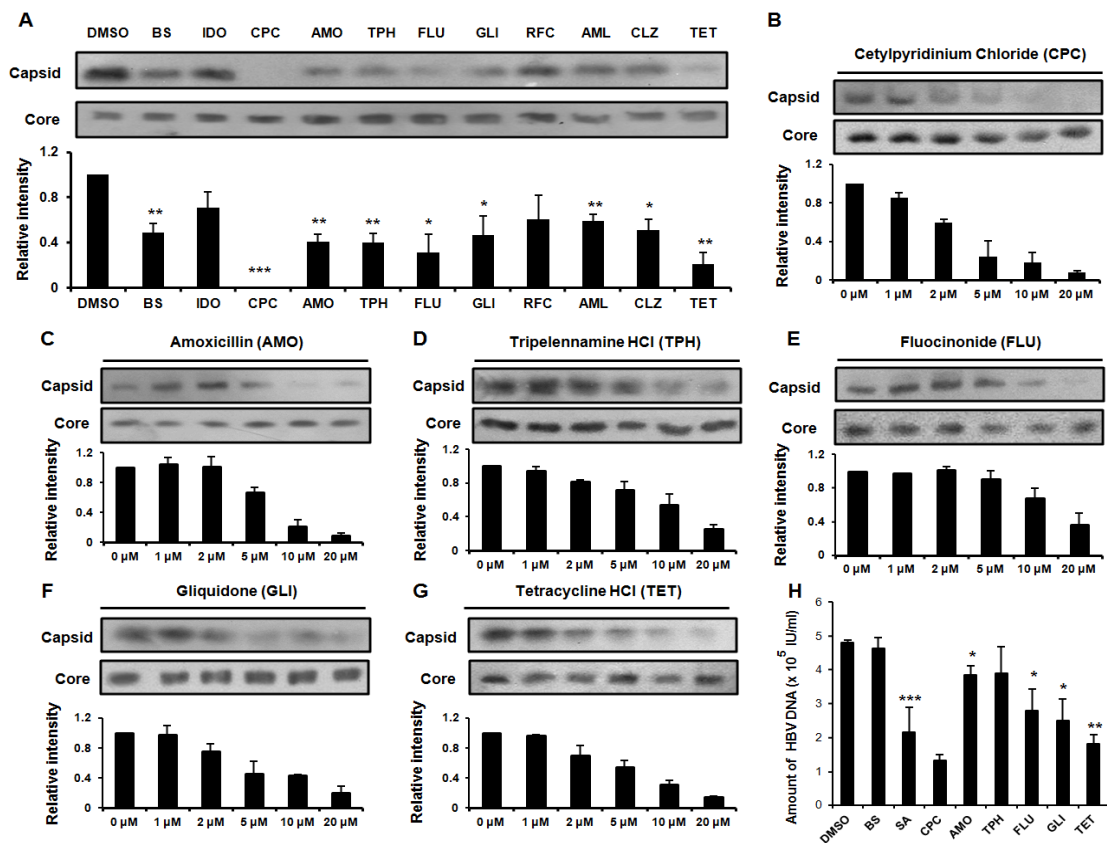 A
DMSO BS IDO CPC AMO TPH FLU GLI RFC AML CLZ TET
Capsid
Core
Relative intensity
1.2
0.8
0.4
0
** *** ** ** * * ** * **
DMSO BS IDO CPC AMO TPH FLU GLI RFC AML CLZ TET
B
Cetylpyridinium Chloride (CPC)
Capsid
Core
Relative intensity
1.2
0.8
0.4
0
0 µM 1 µM 2 µM 5 µM 10 µM 20 µM
C
Amoxicillin (AMO)
Capsid
Core
Relative intensity
1.2
0.8
0.4
0
0 µM 1 µM 2 µM 5 µM 10 µM 20 µM
D
Tripelennamine HCl (TPH)
Capsid
Core
Relative intensity
1.2
0.8
0.4
0
0 µM 1 µM 2 µM 5 µM 10 µM 20 µM
E
Fluocinonide (FLU)
Capsid
Core
Relative intensity
1.2
0.8
0.4
0
0 µM 1 µM 2 µM 5 µM 10 µM 20 µM
F
Gliquidone (GLI)
Capsid
Core
Relative intensity
1.2
0.8
0.4
0
0 µM 1 µM 2 µM 5 µM 10 µM 20 µM
G
Tetracycline HCl (TET)
Capsid
Core
Relative intensity
1.2
0.8
0.4
0
0 µM 1 µM 2 µM 5 µM 10 µM 20 µM
H
Amount of HBV DNA (x 10^5 IU/ml)
6
5
4
3
2
1
0
*** * * * **
DMSO BS SA CPC AMO TPH FLU GLI TET